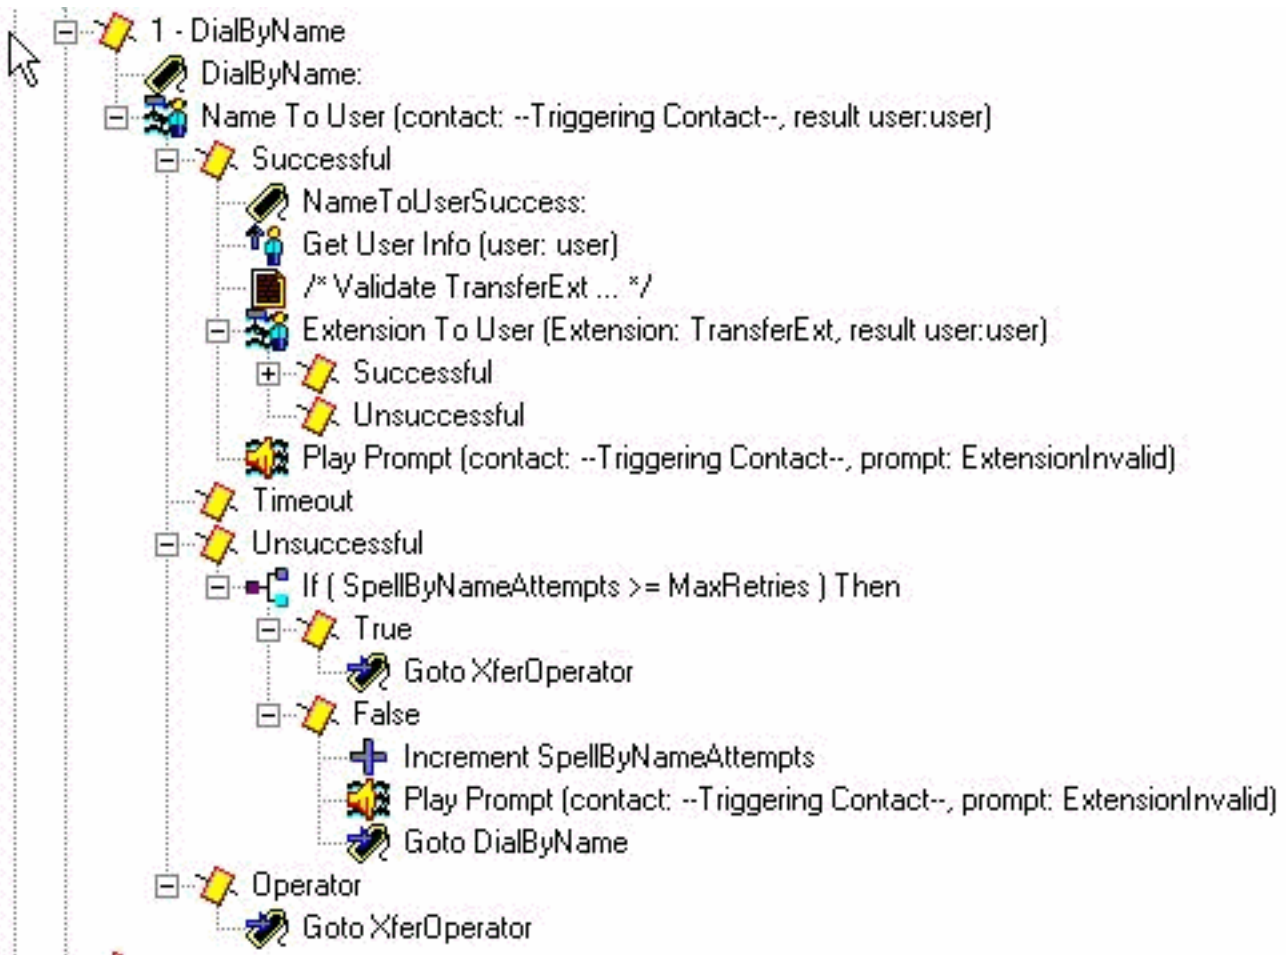 1 - DialByName
DialByName:
Name To User (contact: --Triggering Contact--, result user:user)
Successful
NameToUserSuccess:
Get User Info (user: user)
/* Validate TransferExt ... */
Extension To User (Extension: TransferExt, result user:user)
Successful
Unsuccessful
Play Prompt (contact: --Triggering Contact--, prompt: ExtensionInvalid)
Timeout
Unsuccessful
If ( SpellByNameAttempts >= MaxRetries ) Then
True
Goto XferOperator
False
Increment SpellByNameAttempts
Play Prompt (contact: --Triggering Contact--, prompt: ExtensionInvalid)
Goto DialByName
Operator
Goto XferOperator